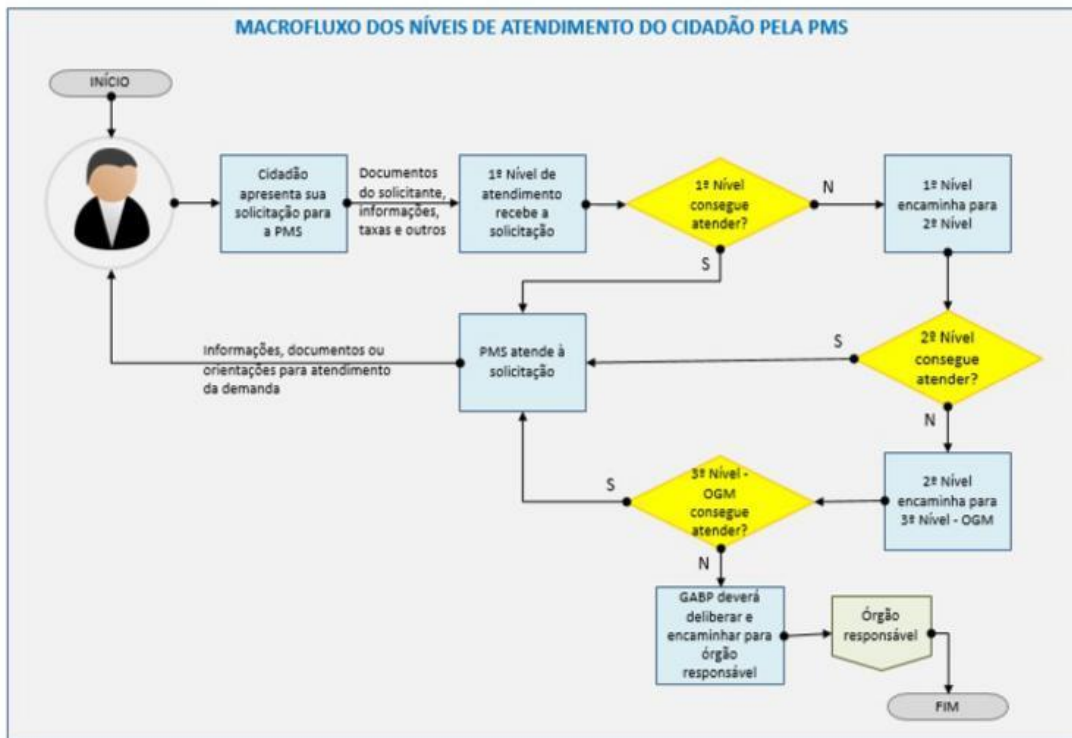 MACROFLUXO DOS NÍVEIS DE ATENDIMENTO DO CIDADÃO PELA PMS
INÍCIO
Cidadão
apresenta sua
solicitação para
a PMS
Documentos
do solicitante,
informações,
taxas e outros
1º Nível de
atendimento
recebe a
solicitação
1º Nível
consegue
atender?
N
1º Nível
encaminha para
2º Nível
S
Informações, documentos ou
orientações para atendimento
da demanda
PMS atende à
solicitação
S
2º Nível
consegue
atender?
N
S
3º Nível -
OGM
consegue
atender?
2º Nível
encaminha para
3º Nível - OGM
N
GABP deverá
deliberar e
encaminhar para
órgão
responsável
Órgão
responsável
FIM